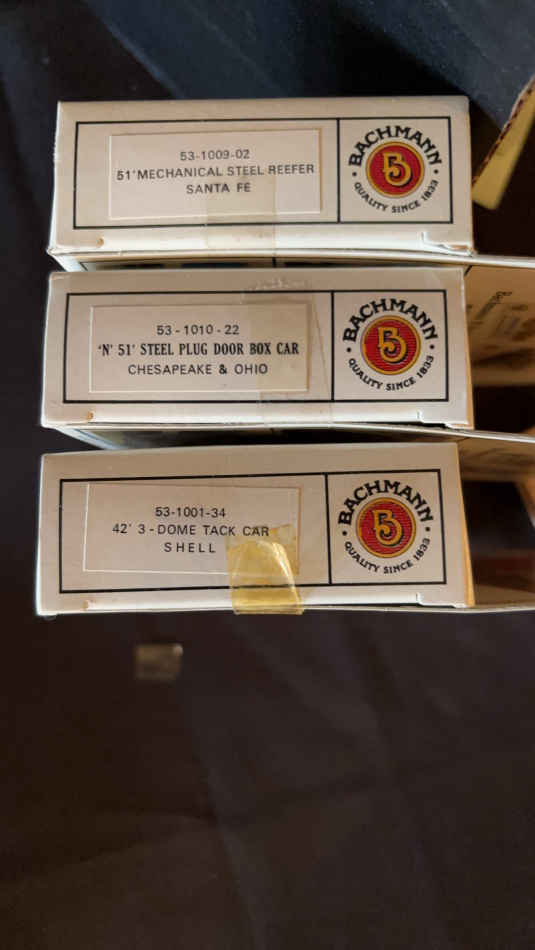 53-1009-02
51' MECHANICAL STEEL REEFER
SANTA FE
BACHMANN
B
QUALITY SINCE 1833
53-1010-22
'N' 51' STEEL PLUG DOOR BOX CAR
CHESAPEAKE & OHIO
BACHMANN
B
QUALITY SINCE 1833
53-1001-34
42' 3-DOME TACK CAR
SHELL
BACHMANN
B
QUALITY SINCE 1833